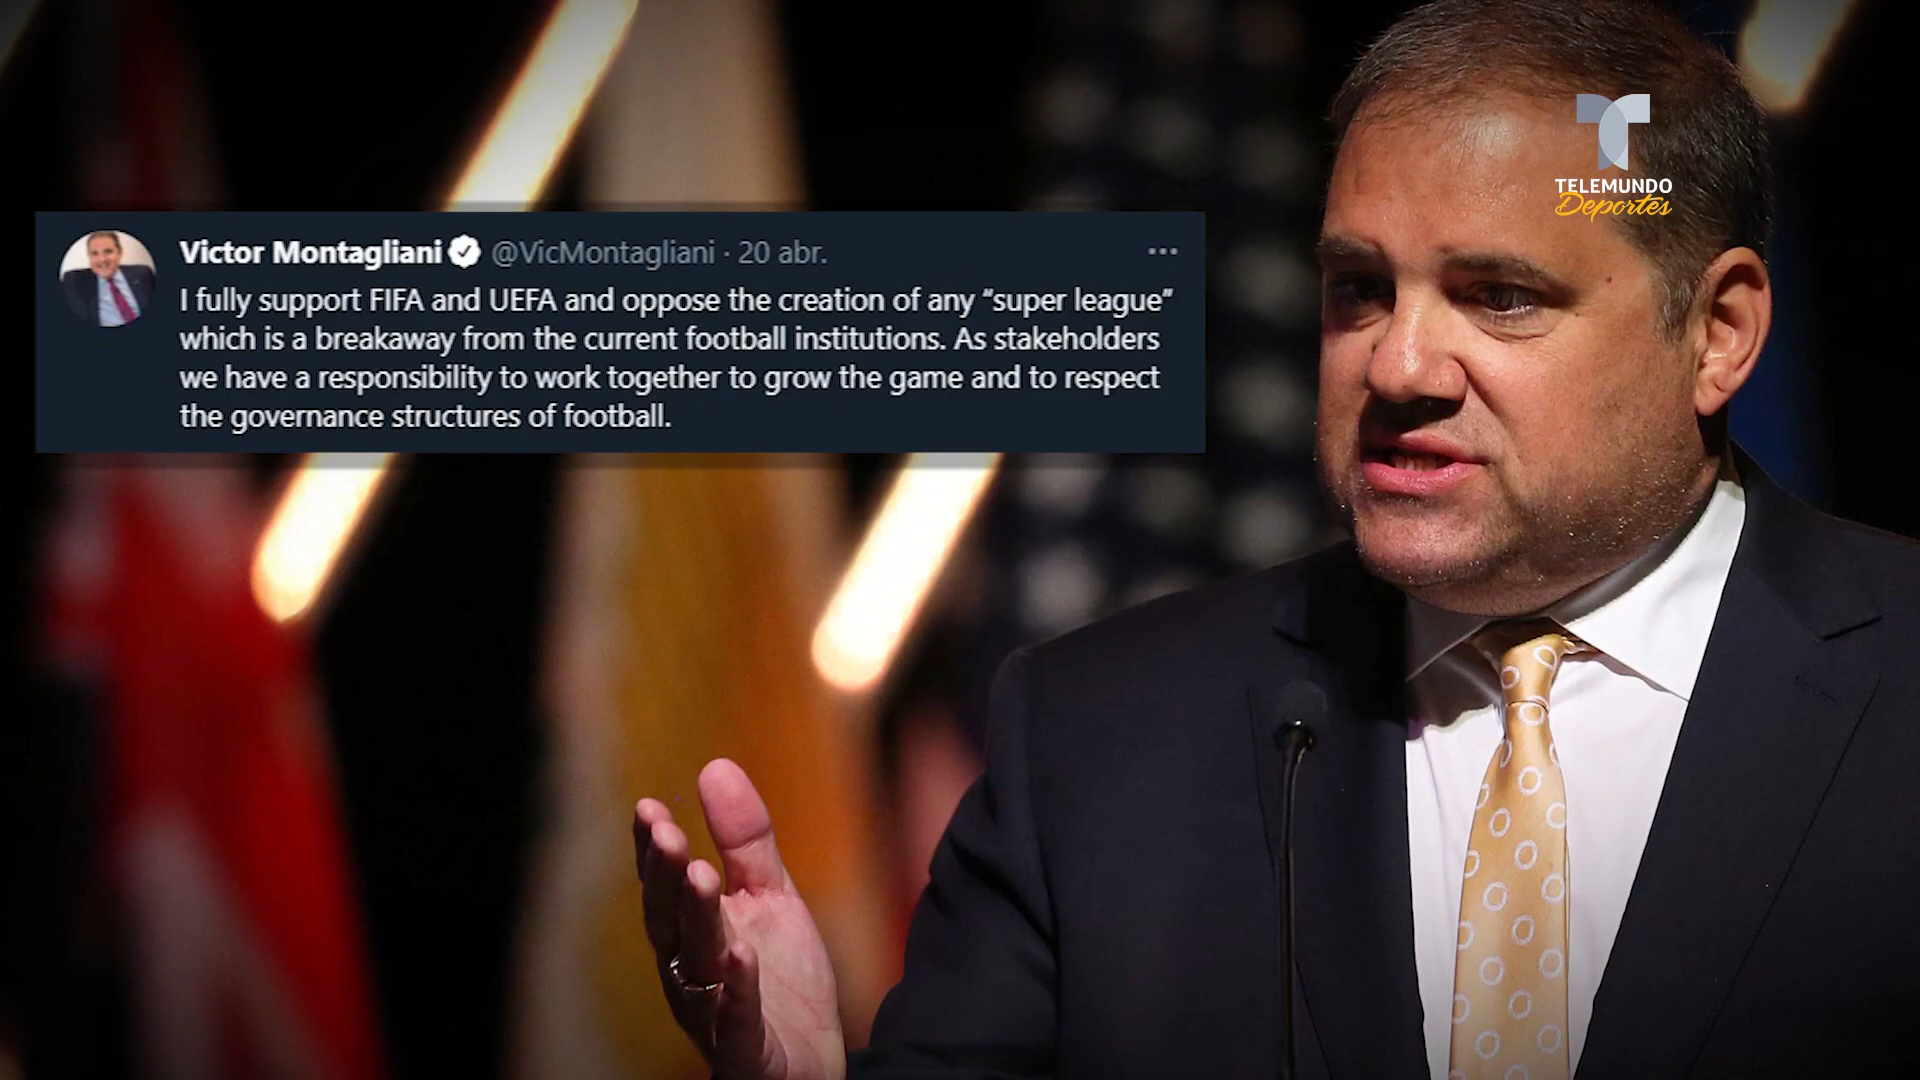 TELEMUNDO
Deportes
Victor Montagliani @VicMontagliani · 20 abr.
I fully support FIFA and UEFA and oppose the creation of any “super league”
which is a breakaway from the current football institutions. As stakeholders
we have a responsibility to work together to grow the game and to respect
the governance structures of football.